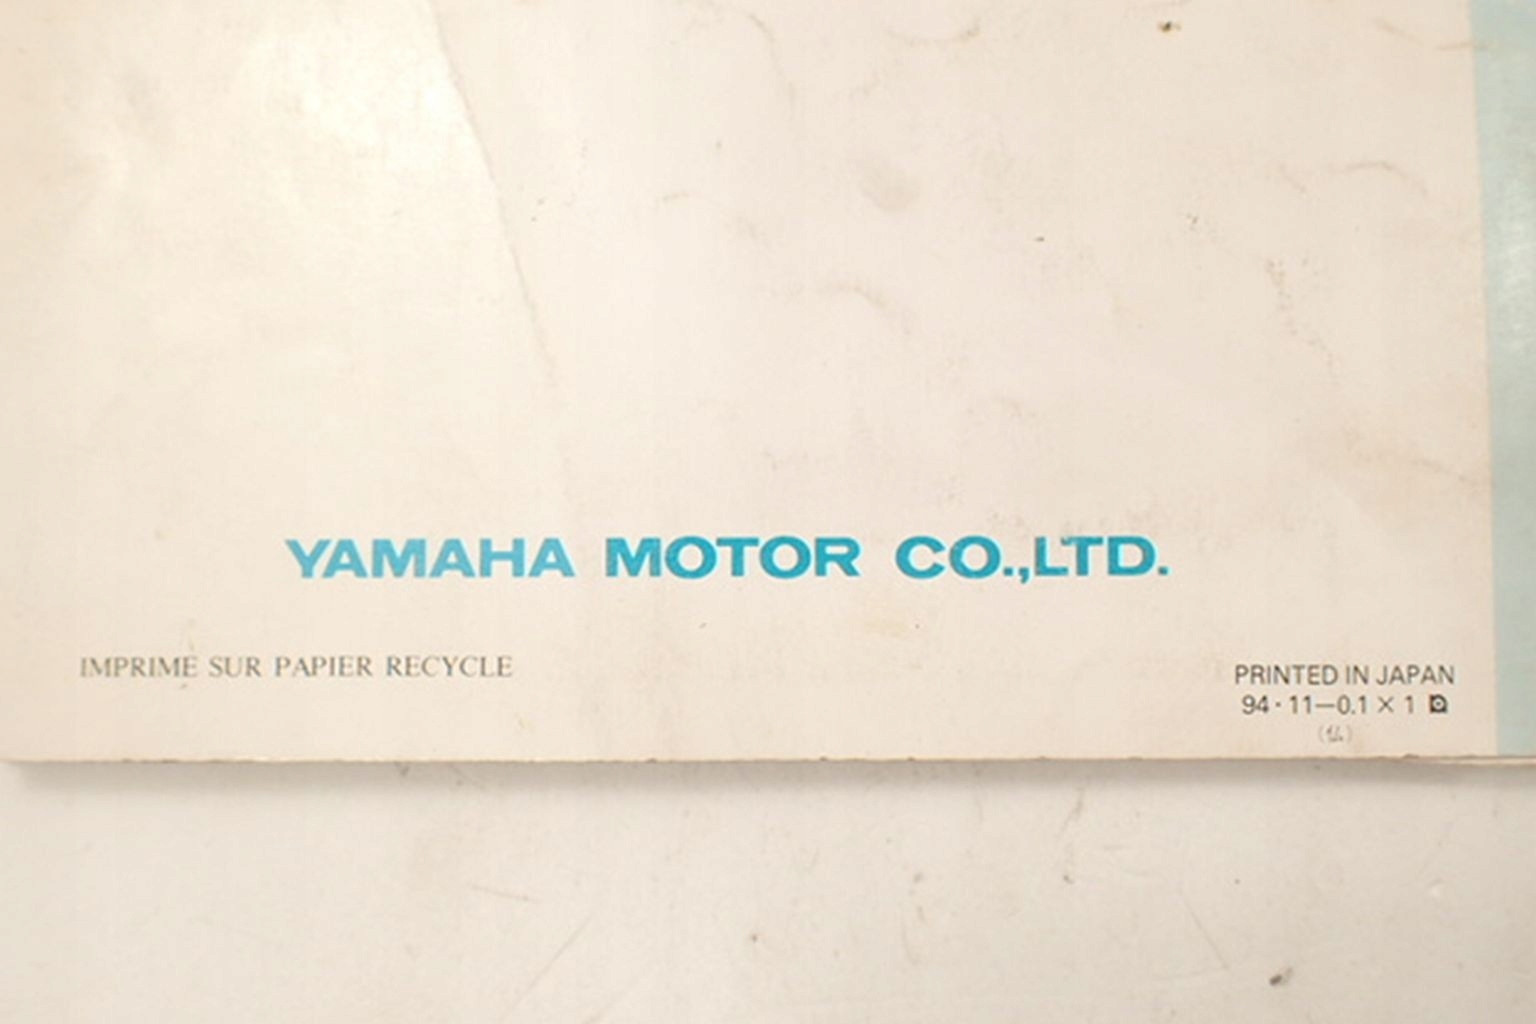 YAMAHA MOTOR CO.,LTD.
IMPRIME SUR PAPIER RECYCLE
PRINTED IN JAPAN
94・11—0.1 × 1